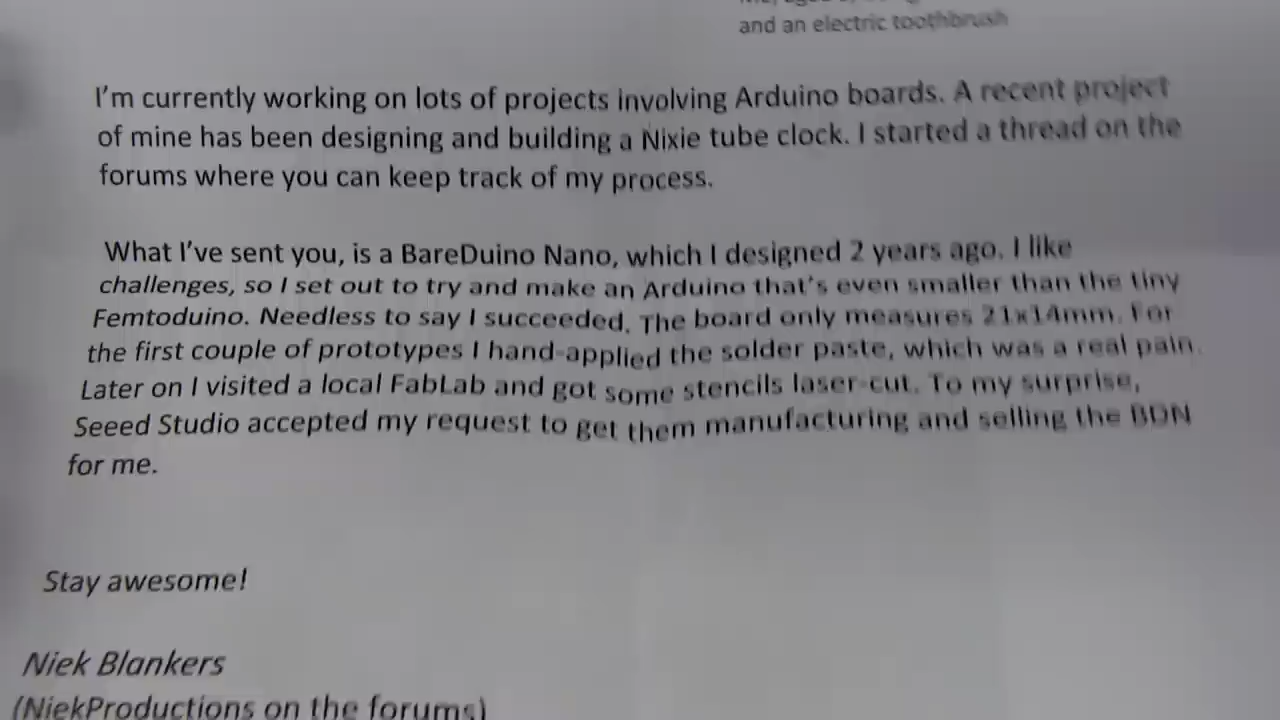 and an electric toothbrush
I'm currently working on lots of projects involving Arduino boards. A recent project
of mine has been designing and building a Nixie tube clock. I started a thread on the
forums where you can keep track of my process.
What I've sent you, is a BareDuino Nano, which I designed 2 years ago. I like
challenges, so I set out to try and make an Arduino that's even smaller than the tiny
Femtoduino. Needless to say I succeeded. The board only measures 21x14mm. For
the first couple of prototypes I hand-applied the solder paste, which was a real pain.
Later on I visited a local FabLab and got some stencils laser-cut. To my surprise,
Seeed Studio accepted my request to get them manufacturing and selling the BDN
for me.
Stay awesome!
Niek Blankers
(NiekProductions on the forums)